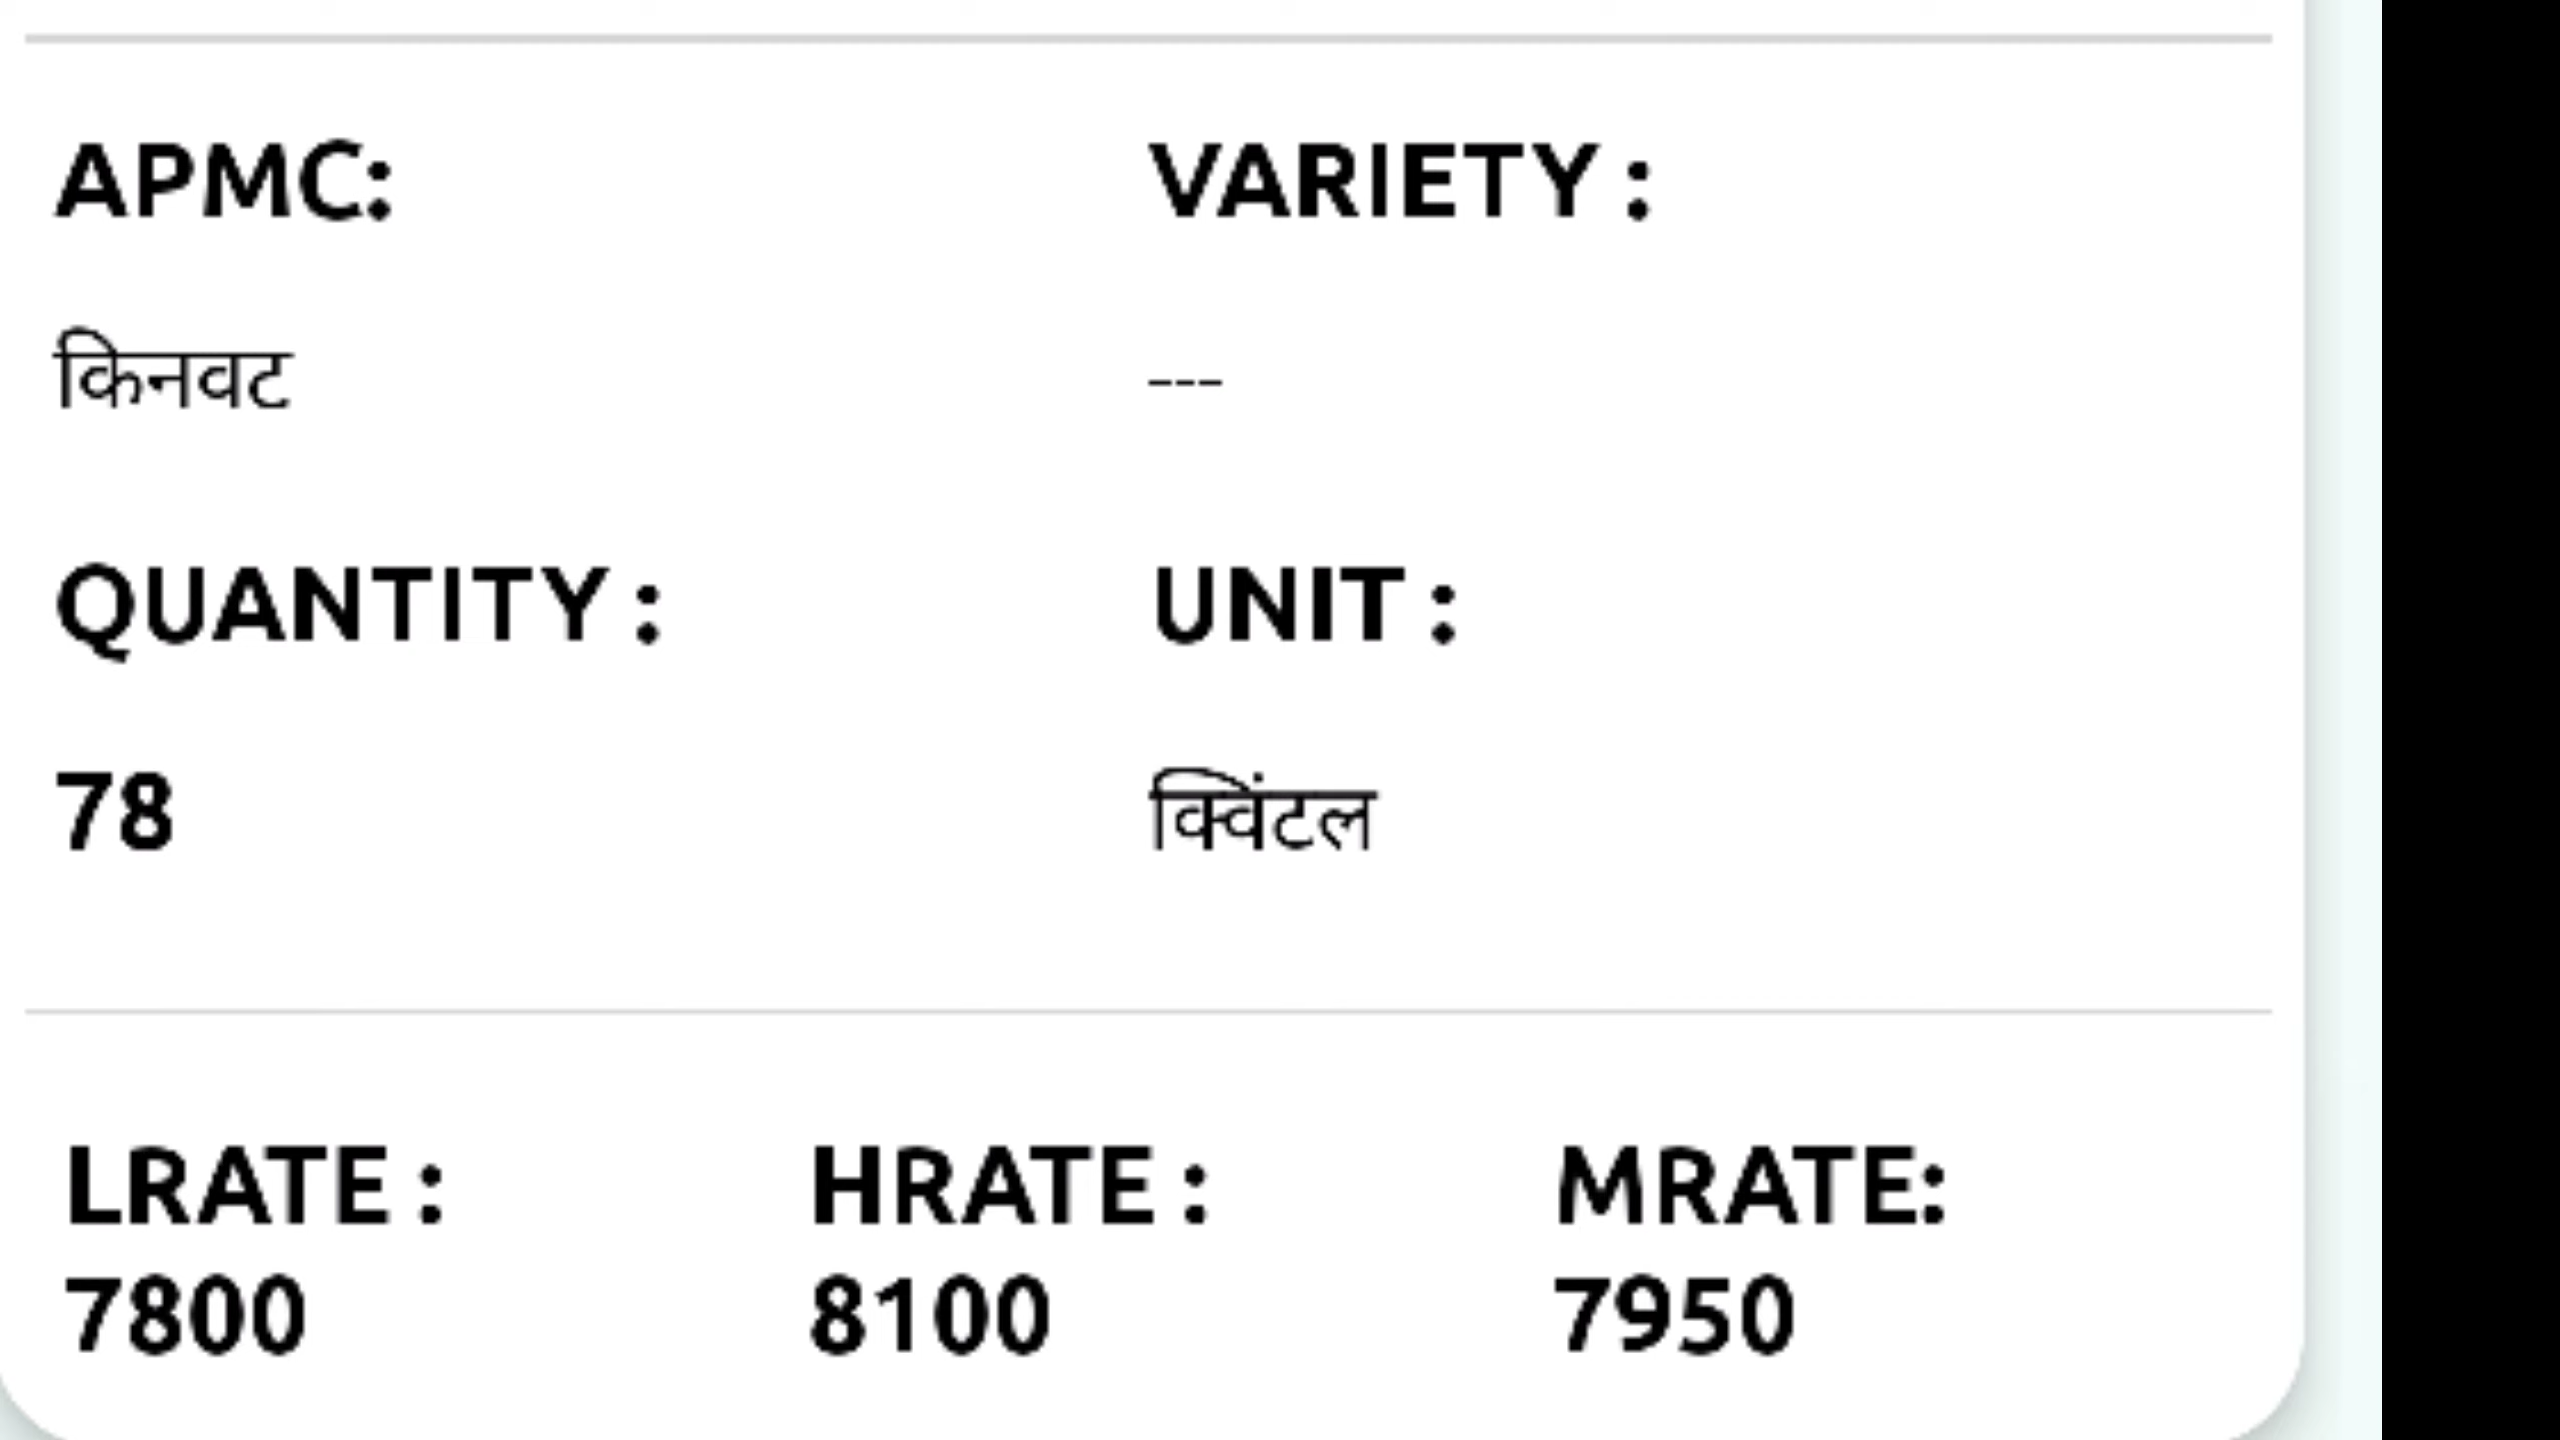 APMC: VARIETY :
किनवट ---
QUANTITY : UNIT :
78 क्विंटल
LRATE : HRATE : MRATE:
7800 8100 7950